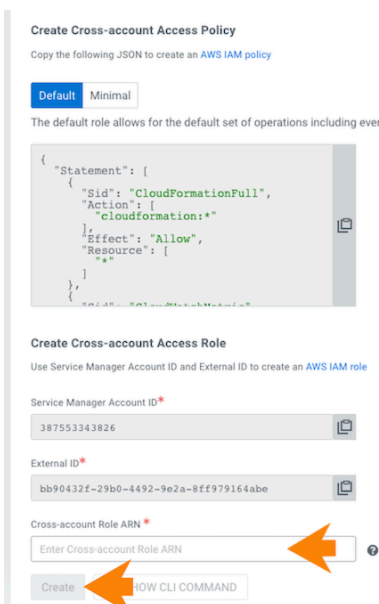 Create Cross-account Access Policy
Copy the following JSON to create an AWS IAM policy
Default Minimal
The default role allows for the default set of operations including
{
"Statement": [
{
"Sid": "CloudFormationFull",
"Action": [
"cloudformation:*"
],
"Effect": "Allow",
"Resource": [
"*"
]
},
{
Create Cross-account Access Role
Use Service Manager Account ID and External ID to create an AWS IAM role
Service Manager Account ID*
387553343826
External ID*
bb90432f-29b0-4492-9e2a-8ff979164abe
Cross-account Role ARN *
Enter Cross-account Role ARN
Create HOW CLI COMMAND